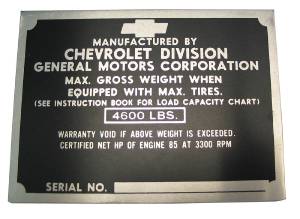 MANUFACTURED BY
CHEVROLET DIVISION
GENERAL MOTORS CORPORATION
MAX. GROSS WEIGHT WHEN
EQUIPPED WITH MAX. TIRES.
(SEE INSTRUCTION BOOK FOR LOAD CAPACITY CHART)
4600 LBS.
WARRANTY VOID IF ABOVE WEIGHT IS EXCEEDED.
CERTIFIED NET HP OF ENGINE 85 AT 3300 RPM
SERIAL NO.